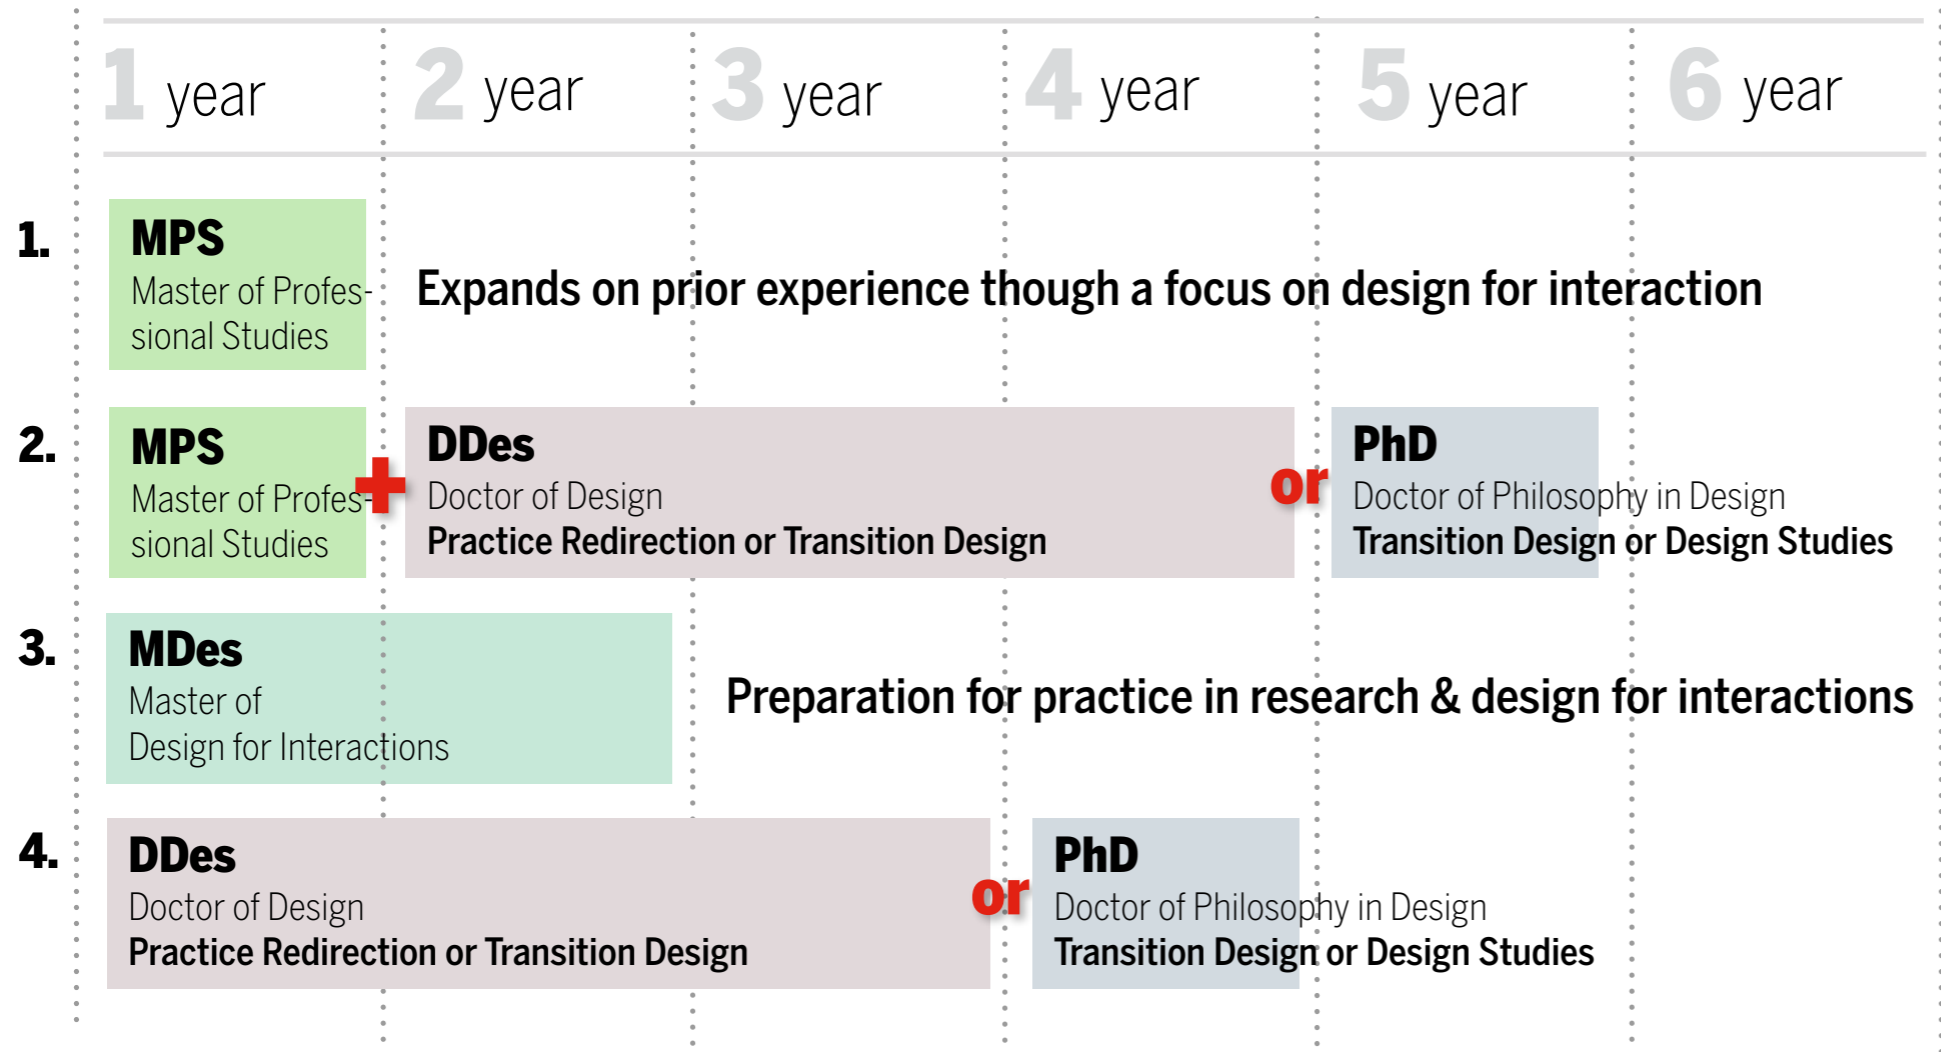 1 year 2 year 3 year 4 year 5 year 6 year
1.
MPS
Master of Profes-
sional Studies
Expands on prior experience though a focus on design for interaction
2.
MPS
Master of Profes-
sional Studies
+
DDes
Doctor of Design
Practice Redirection or Transition Design
or
PhD
Doctor of Philosophy in Design
Transition Design or Design Studies
3.
MDes
Master of
Design for Interactions
Preparation for practice in research & design for interactions
4.
DDes
Doctor of Design
Practice Redirection or Transition Design
or
PhD
Doctor of Philosophy in Design
Transition Design or Design Studies